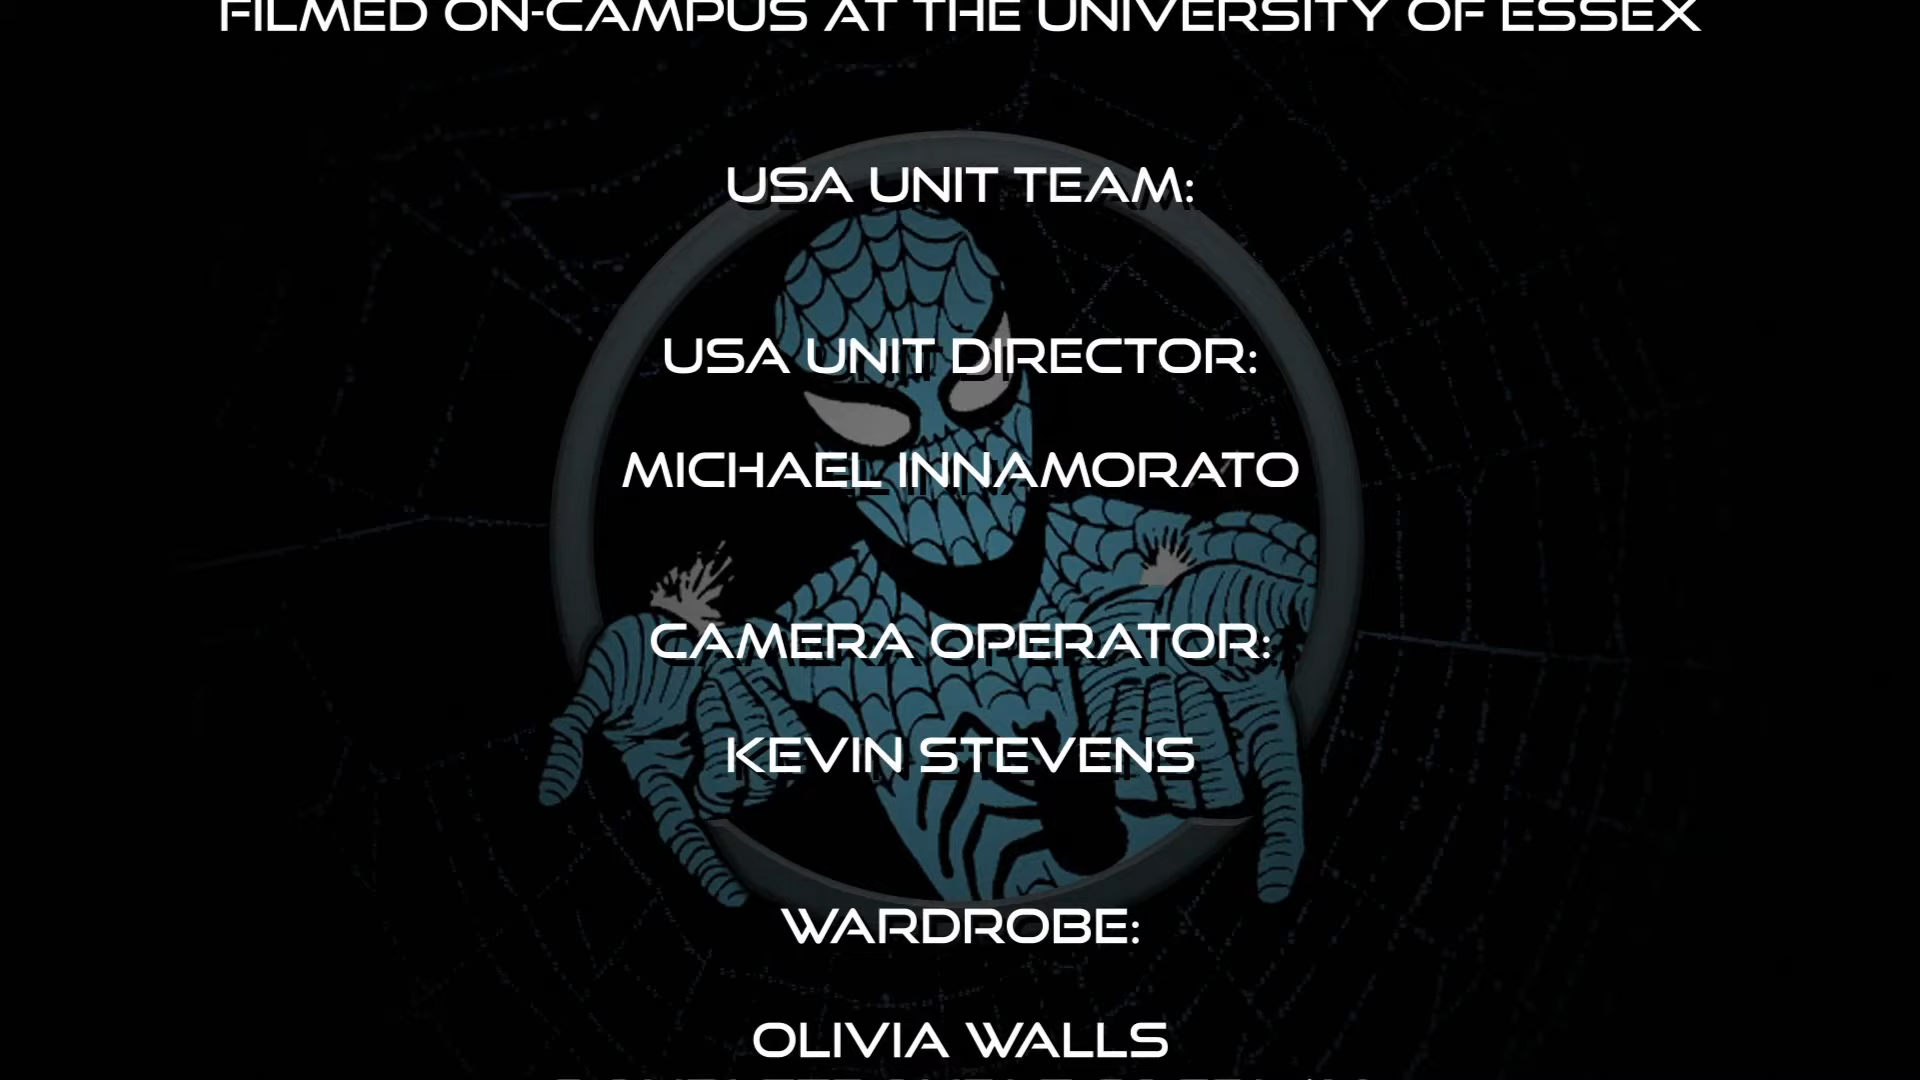 FILMED ON-CAMPUS AT THE UNIVERSITY OF ESSEX
USA UNIT TEAM:
USA UNIT DIRECTOR:
MICHAEL INNAMORATO
CAMERA OPERATOR:
KEVIN STEVENS
WARDROBE:
OLIVIA WALLS